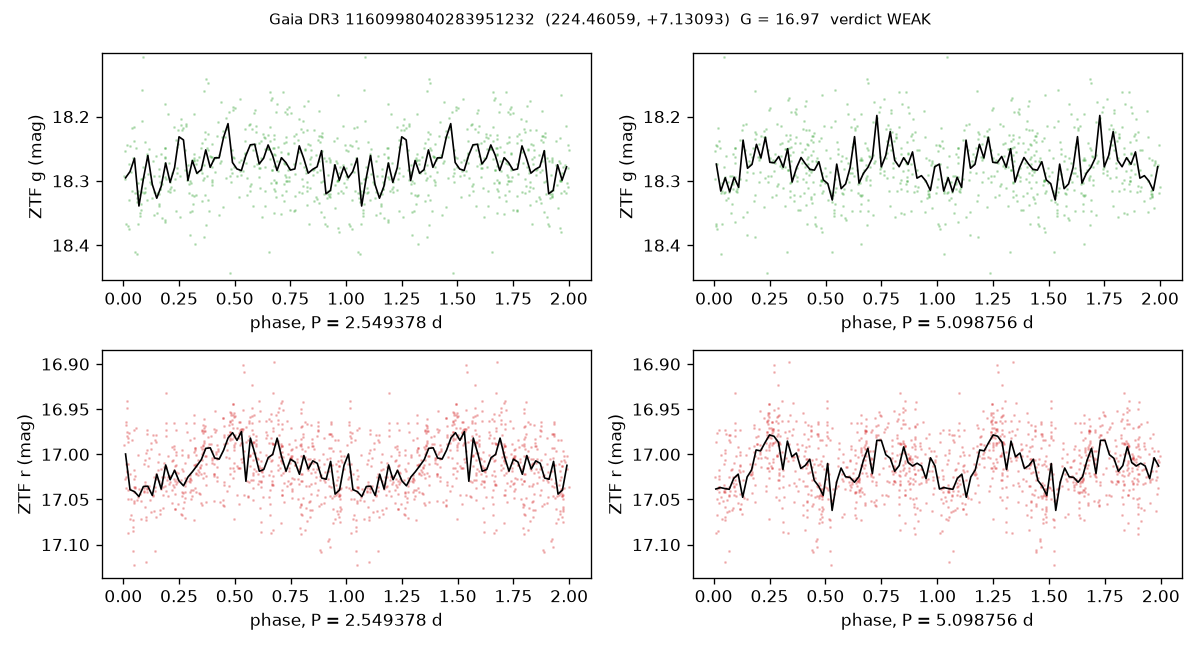 Gaia DR3 1160998040283951232 (224.46059, +7.13093) G = 16.97 verdict WEAK
ZTF g (mag)
18.2
18.3
18.4
0.00 0.25 0.50 0.75 1.00 1.25 1.50 1.75 2.00
phase, P = 2.549378 d
ZTF g (mag)
18.2
18.3
18.4
0.00 0.25 0.50 0.75 1.00 1.25 1.50 1.75 2.00
phase, P = 5.098756 d
ZTF r (mag)
16.90
16.95
17.00
17.05
17.10
0.00 0.25 0.50 0.75 1.00 1.25 1.50 1.75 2.00
phase, P = 2.549378 d
ZTF r (mag)
16.90
16.95
17.00
17.05
17.10
0.00 0.25 0.50 0.75 1.00 1.25 1.50 1.75 2.00
phase, P = 5.098756 d